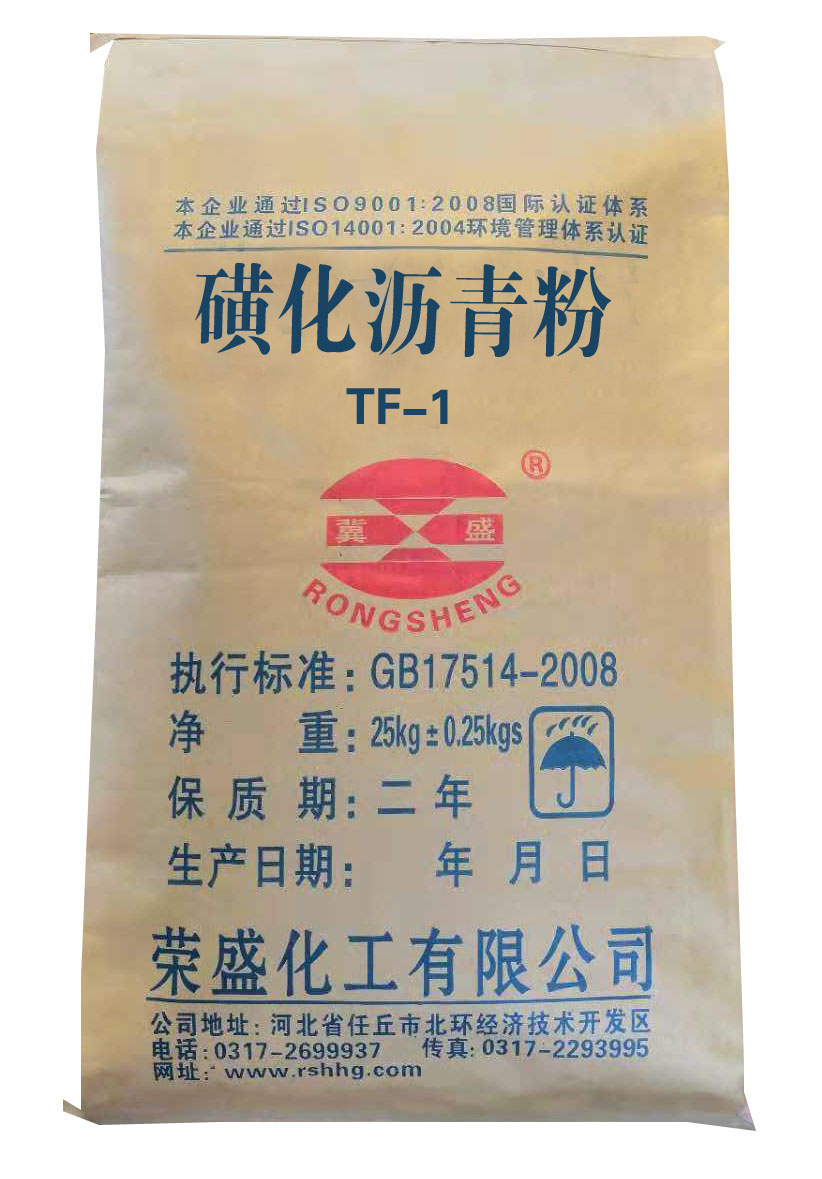 本企业通过ISO9001:2008国际认证体系
本企业通过ISO14001:2004环境管理体系认证
磺化沥青粉
TF-1
®
冀 盛
RONGSHENG
执行标准: GB17514-2008
净 重: 25kg±0.25kgs
保 质 期: 二 年
生产日期: 年 月 日
荣盛化工有限公司
公司地址: 河北省任丘市北环经济技术开发区
电话:0317-2699937 传真:0317-2293995
网址: www.rshhg.com